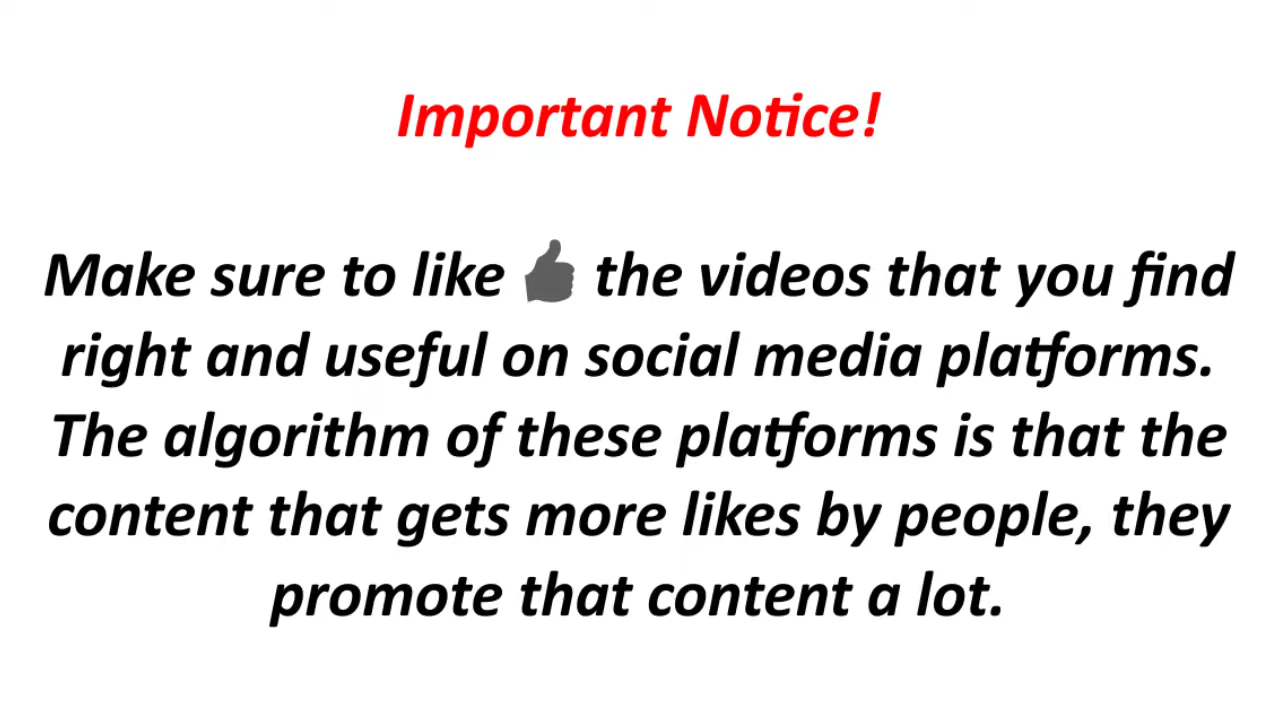 Important Notice!
Make sure to like 👍 the videos that you find
right and useful on social media platforms.
The algorithm of these platforms is that the
content that gets more likes by people, they
promote that content a lot.